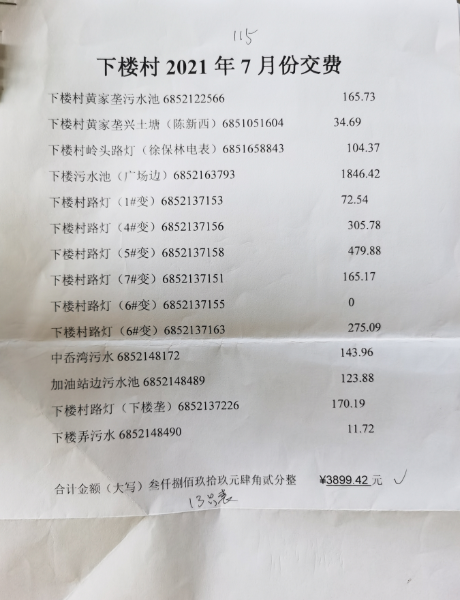 115
下楼村 2021 年 7 月份交费
下楼村黄家垄污水池 6852122566 165.73
下楼村黄家垄兴土塘（陈新西）6851051604 34.69
下楼村岭头路灯（徐保林电表）6851658843 104.37
下楼污水池（广场边）6852163793 1846.42
下楼村路灯（1#变）6852137153 72.54
下楼村路灯（4#变）6852137156 305.78
下楼村路灯（5#变）6852137158 479.88
下楼村路灯（7#变）6852137151 165.17
下楼村路灯（6#变）6852137155 0
下楼村路灯（6#变）6852137163 275.09
中岙湾污水 6852148172 143.96
加油站边污水池 6852148489 123.88
下楼村路灯（下楼垄）6852137226 170.19
下楼弄污水 6852148490 11.72
合计金额（大写）叁仟捌佰玖拾玖元肆角贰分整 ¥3899.42 元
13只表